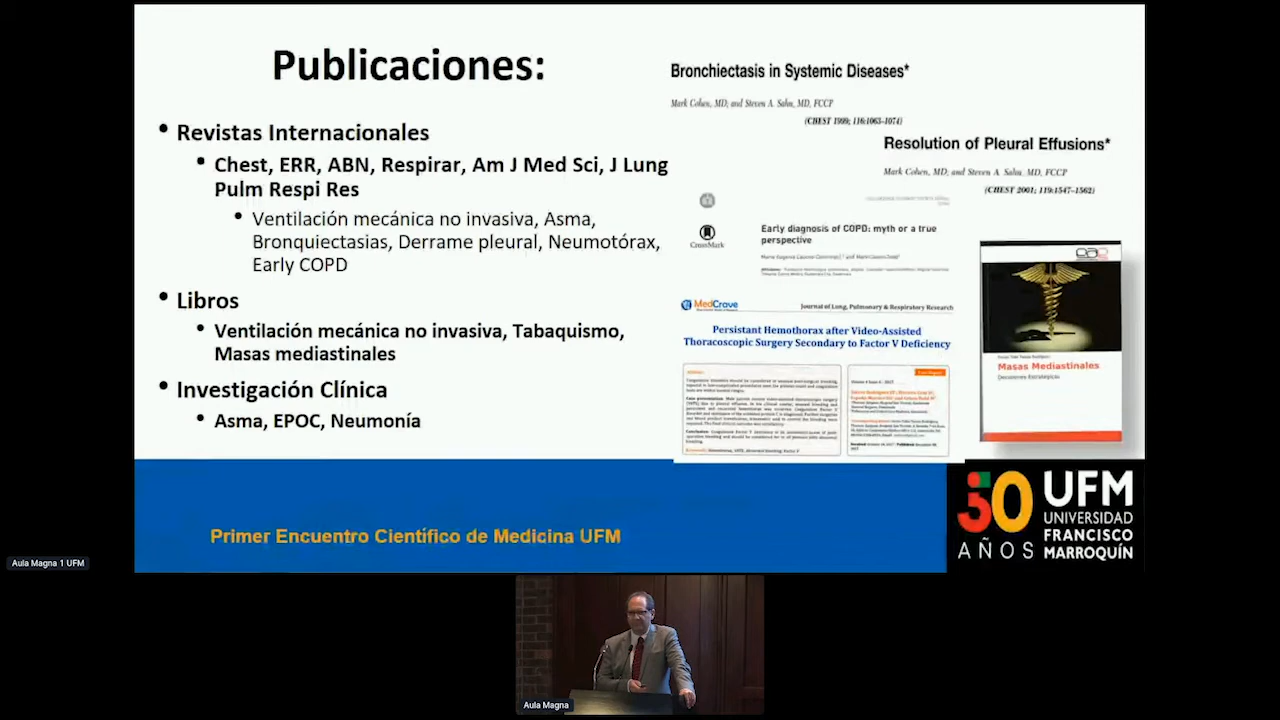 Publicaciones:
• Revistas Internacionales
• Chest, ERR, ABN, Respirar, Am J Med Sci, J Lung
Pulm Respi Res
• Ventilación mecánica no invasiva, Asma,
Bronquiectasias, Derrame pleural, Neumotórax,
Early COPD
• Libros
• Ventilación mecánica no invasiva, Tabaquismo,
Masas mediastinales
• Investigación Clínica
• Asma, EPOC, Neumonía
Bronchiectasis in Systemic Diseases*
Mark Cohen, MD; and Steven A. Sahn, MD, FCCP
(CHEST 1999; 116:1063–1074)
Resolution of Pleural Effusions*
Mark Cohen, MD; and Steven A. Sahn, MD, FCCP
(CHEST 2001; 119:1547–1562)
CrossMark
Early diagnosis of COPD: myth or a true
perspective
MedCrave
Journal of Lung, Pulmonary & Respiratory Research
Persistant Hemothorax after Video-Assisted
Thoracoscopic Surgery Secondary to Factor V Deficiency
Masas Mediastinales
Primer Encuentro Científico de Medicina UFM
50
AÑOS
UFM
UNIVERSIDAD
FRANCISCO
MARROQUÍN
Aula Magna 1 UFM
Aula Magna